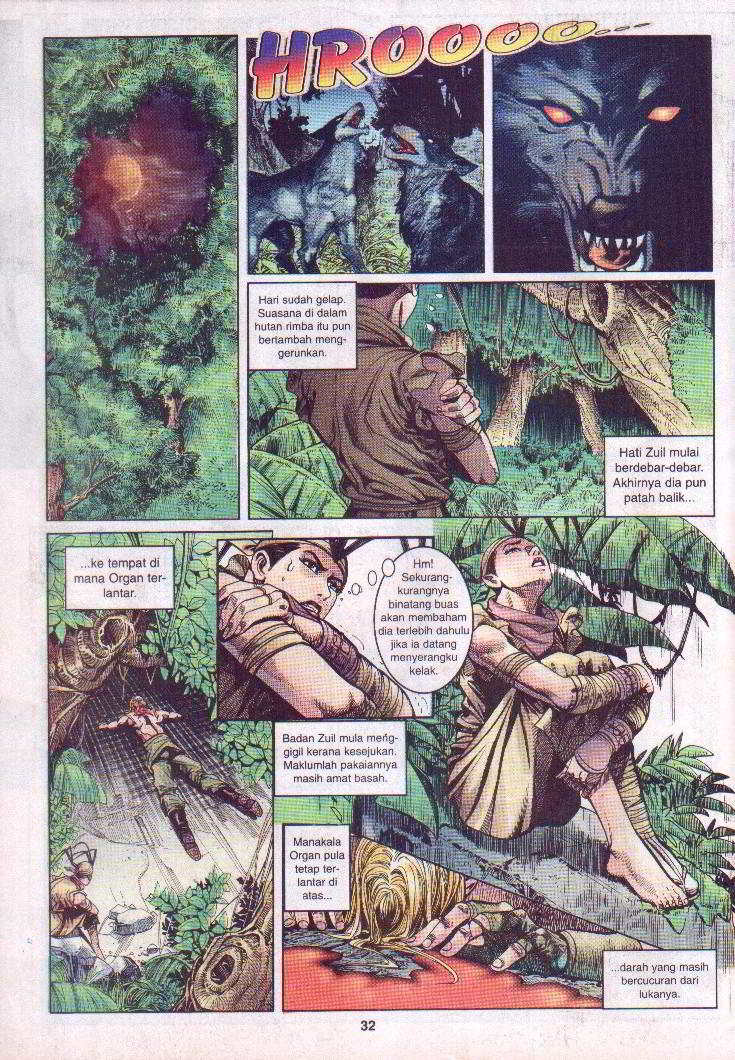 HROOOOO...
Hari sudah gelap.
Suasana di dalam
hutan rimba itu pun
bertambah meng-
gerunkan.
Hati Zuil mulai
berdebar-debar.
Akhirnya dia pun
patah balik...
...ke tempat di
mana Organ ter-
lantar.
Hm!
Sekurang-
kurangnya
binatang buas
akan membaham
dia terlebih dahulu
jika ia datang
menyerangku
kelak.
Badan Zuil mula meng-
gigil kerana kesejukan.
Maklumlah pakaiannya
masih amat basah.
Manakala
Organ pula
tetap ter-
lantar di
atas...
...darah yang masih
bercucuran dari
lukanya.
32